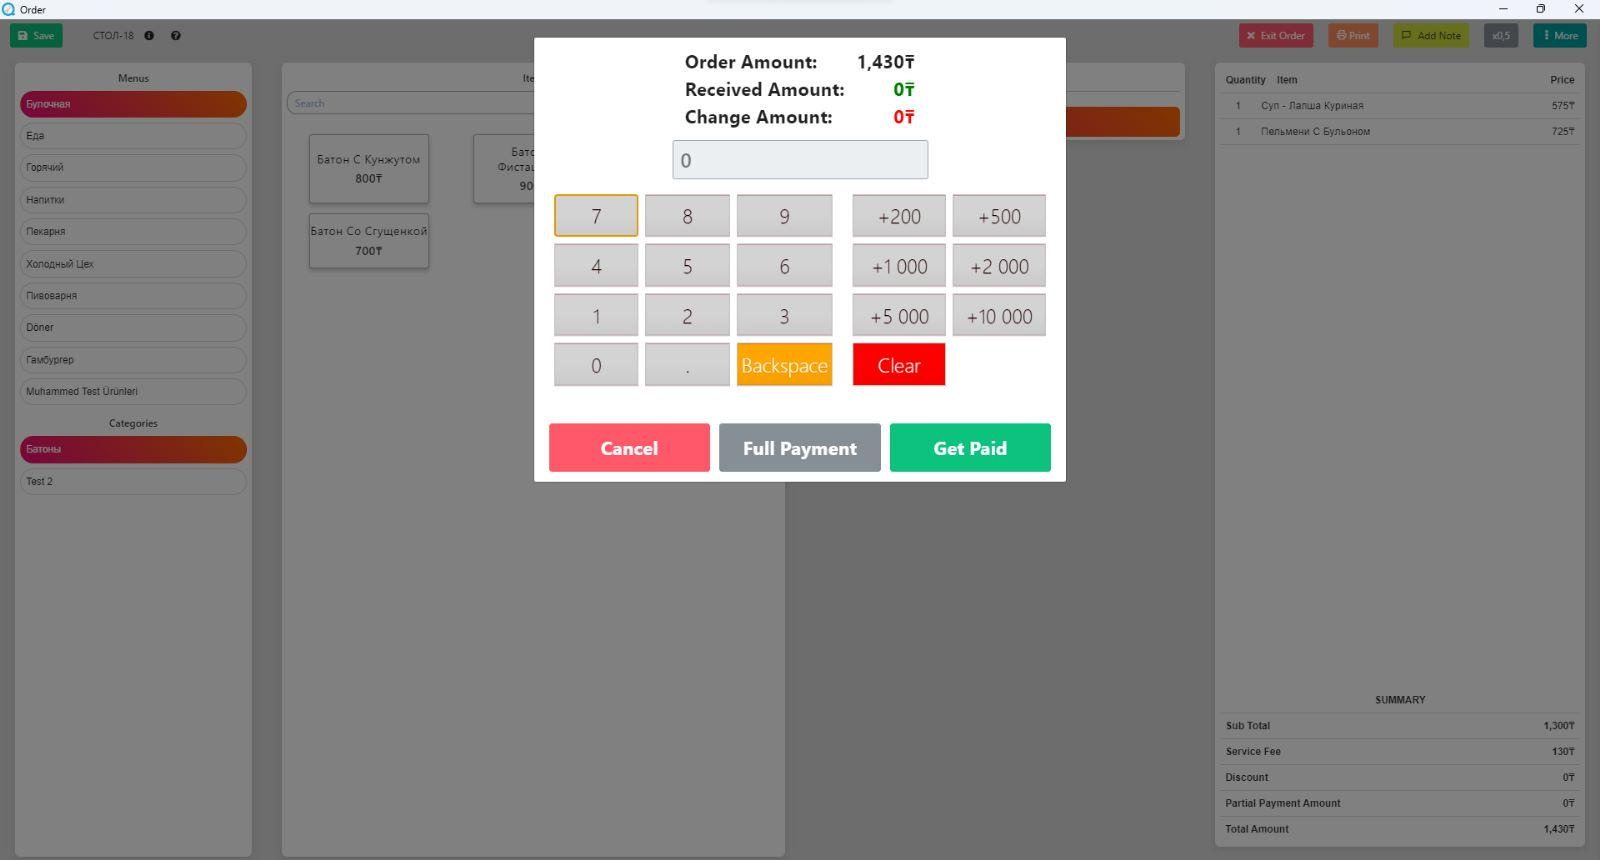 Order
Save
СТОЛ-18
Exit Order
Print
Add Note
x0,5
More
Menus
Булочная
Еда
Горячий
Напитки
Пекарня
Холодный Цех
Пивоварня
Döner
Гамбургер
Muhammed Test Ürünleri
Categories
Батоны
Test 2
Search
Батон С Кунжутом
800₸
Батон Со Сгущенкой
700₸
Order Amount: 1,430₸
Received Amount: 0₸
Change Amount: 0₸
0
7 8 9 +200 +500
4 5 6 +1 000 +2 000
1 2 3 +5 000 +10 000
0 . Backspace Clear
Cancel Full Payment Get Paid
Quantity Item Price
1 Суп - Лапша Куриная 575₸
1 Пельмени С Бульоном 725₸
SUMMARY
Sub Total 1,300₸
Service Fee 130₸
Discount 0₸
Partial Payment Amount 0₸
Total Amount 1,430₸